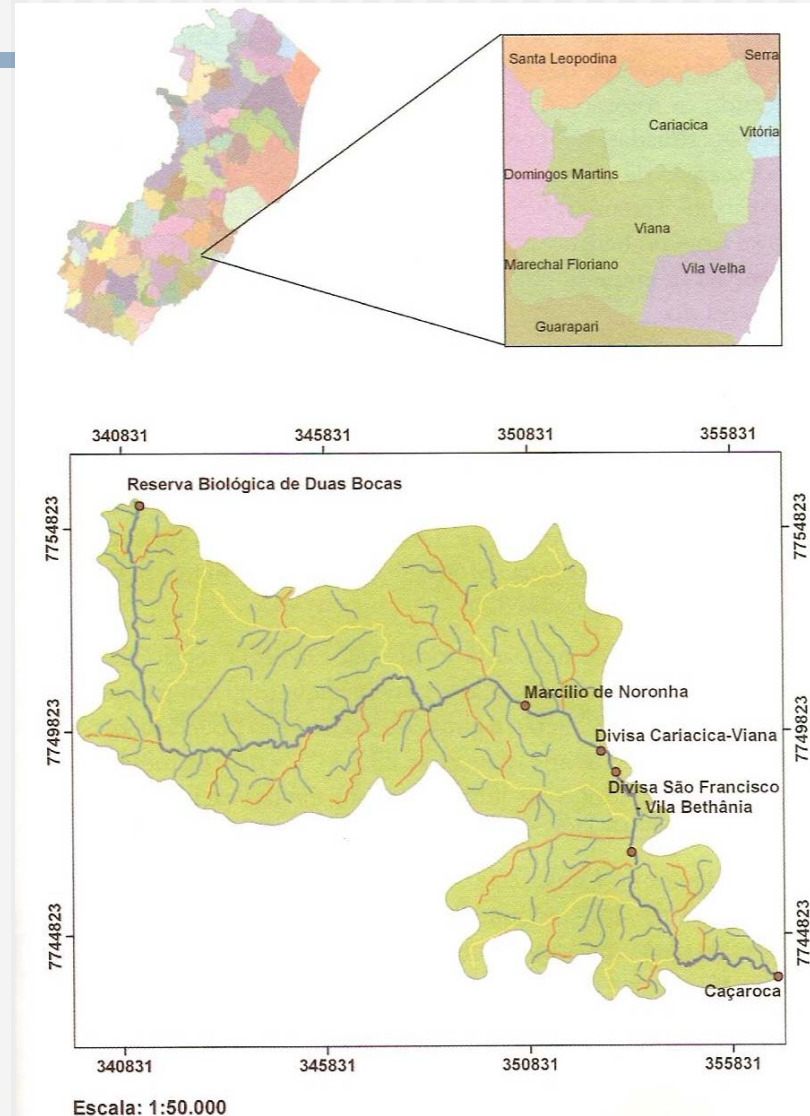 Santa Leopodina
Serra
Cariacica
Vitória
Domingos Martins
Viana
Marechal Floriano
Vila Velha
Guarapari
340831 345831 350831 355831
Reserva Biológica de Duas Bocas
7754823 7754823
Marcílio de Noronha
7749823 7749823
Divisa Cariacica-Viana
Divisa São Francisco
- Vila Bethânia
7744823 7744823
Caçaroca
340831 345831 350831 355831
Escala: 1:50.000